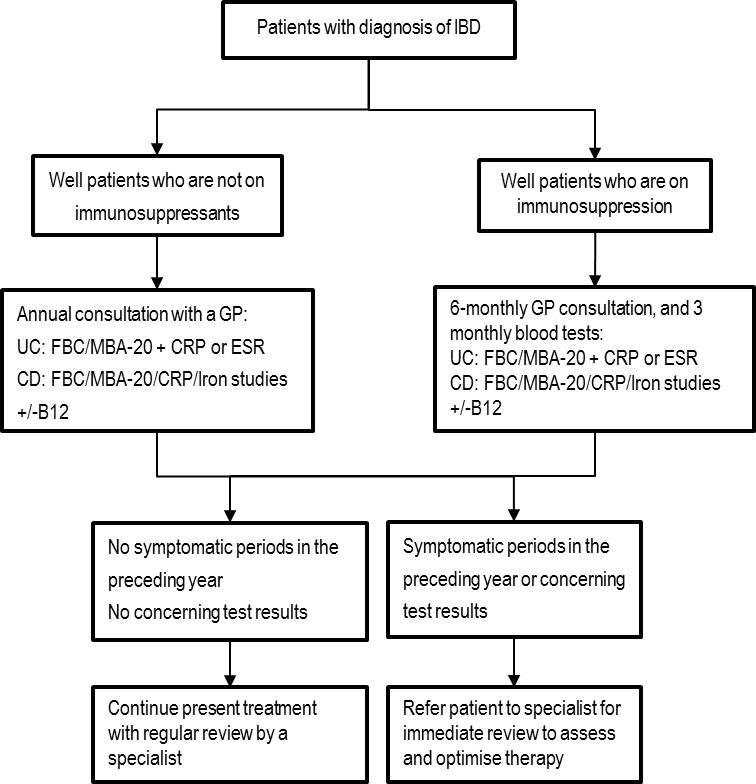 Patients with diagnosis of IBD
Well patients who are not on
immunosuppressants
Well patients who are on
immunosuppression
Annual consultation with a GP:
UC: FBC/MBA-20 + CRP or ESR
CD: FBC/MBA-20/CRP/Iron studies
+/-B12
6-monthly GP consultation, and 3
monthly blood tests:
UC: FBC/MBA-20 + CRP or ESR
CD: FBC/MBA-20/CRP/Iron studies
+/-B12
No symptomatic periods in the
preceding year
No concerning test results
Symptomatic periods in the
preceding year or concerning
test results
Continue present treatment
with regular review by a
specialist
Refer patient to specialist for
immediate review to assess
and optimise therapy